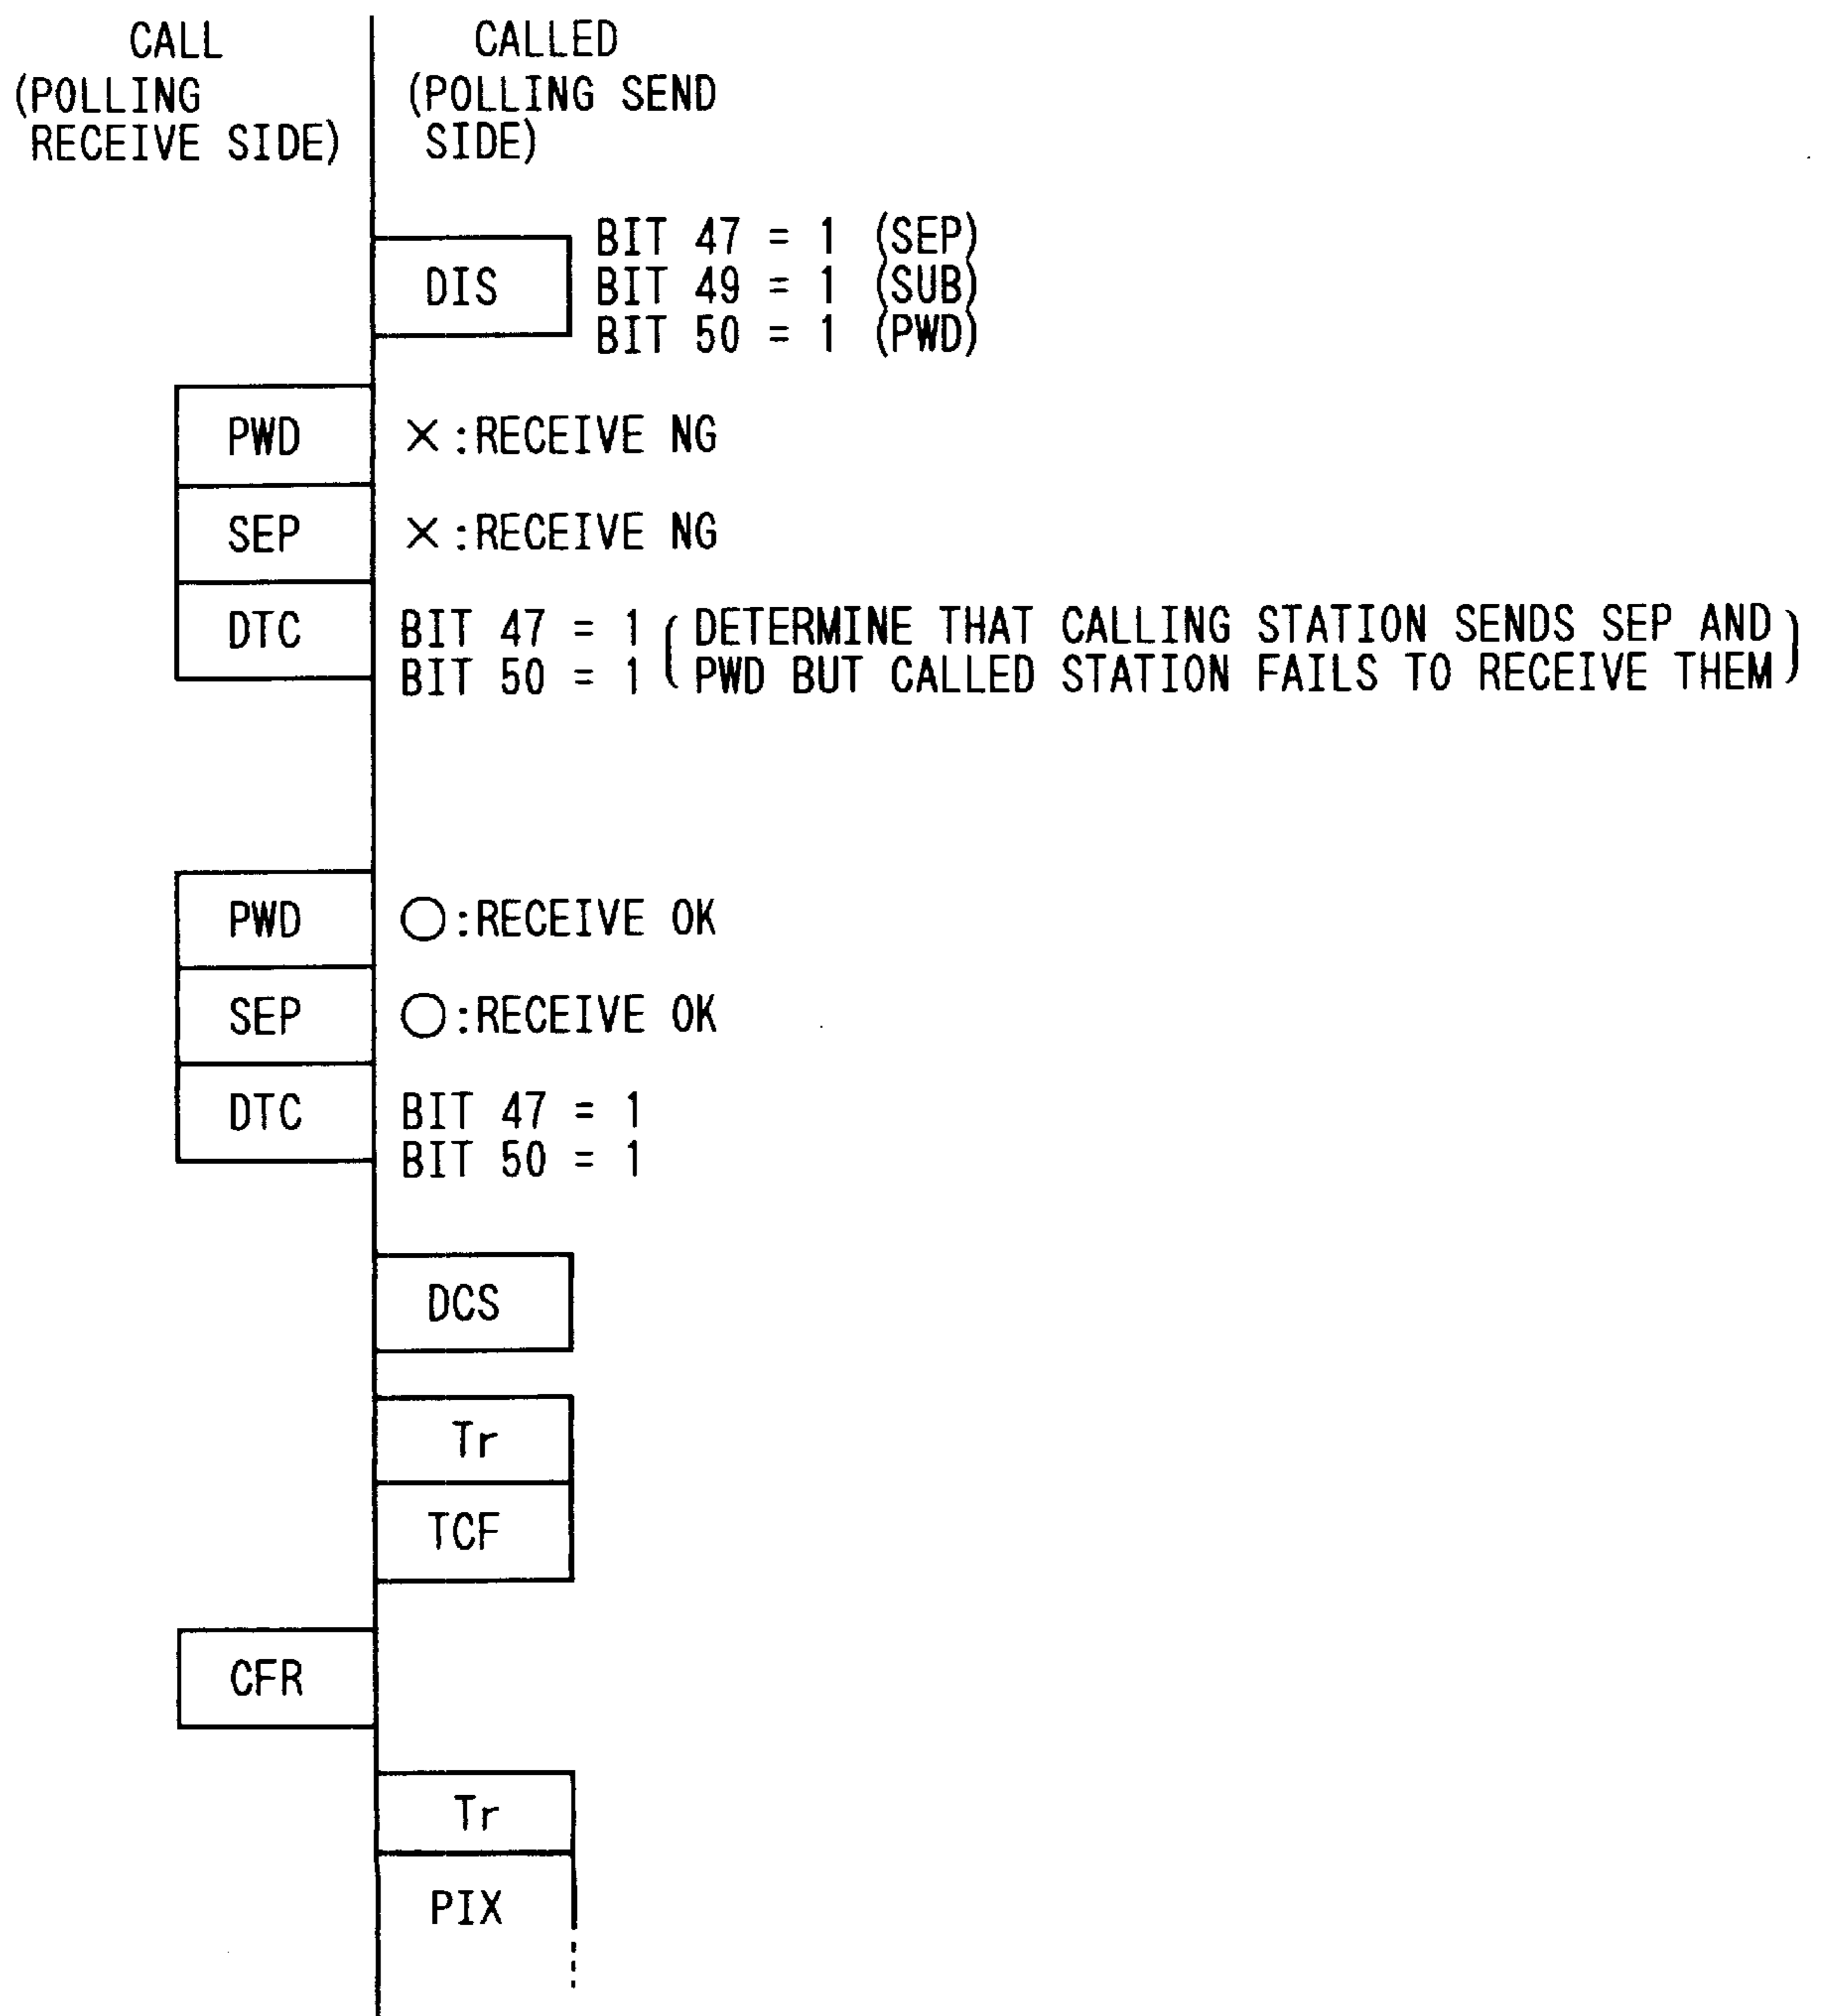 CALL
(POLLING
RECEIVE SIDE)
CALLED
(POLLING SEND
SIDE)
DIS
BIT 47 = 1 (SEP)
BIT 49 = 1 (SUB)
BIT 50 = 1 (PWD)
PWD
×:RECEIVE NG
SEP
×:RECEIVE NG
DTC
BIT 47 = 1
BIT 50 = 1
(DETERMINE THAT CALLING STATION SENDS SEP AND
PWD BUT CALLED STATION FAILS TO RECEIVE THEM)
PWD
○:RECEIVE OK
SEP
○:RECEIVE OK
DTC
BIT 47 = 1
BIT 50 = 1
DCS
Tr
TCF
CFR
Tr
PIX